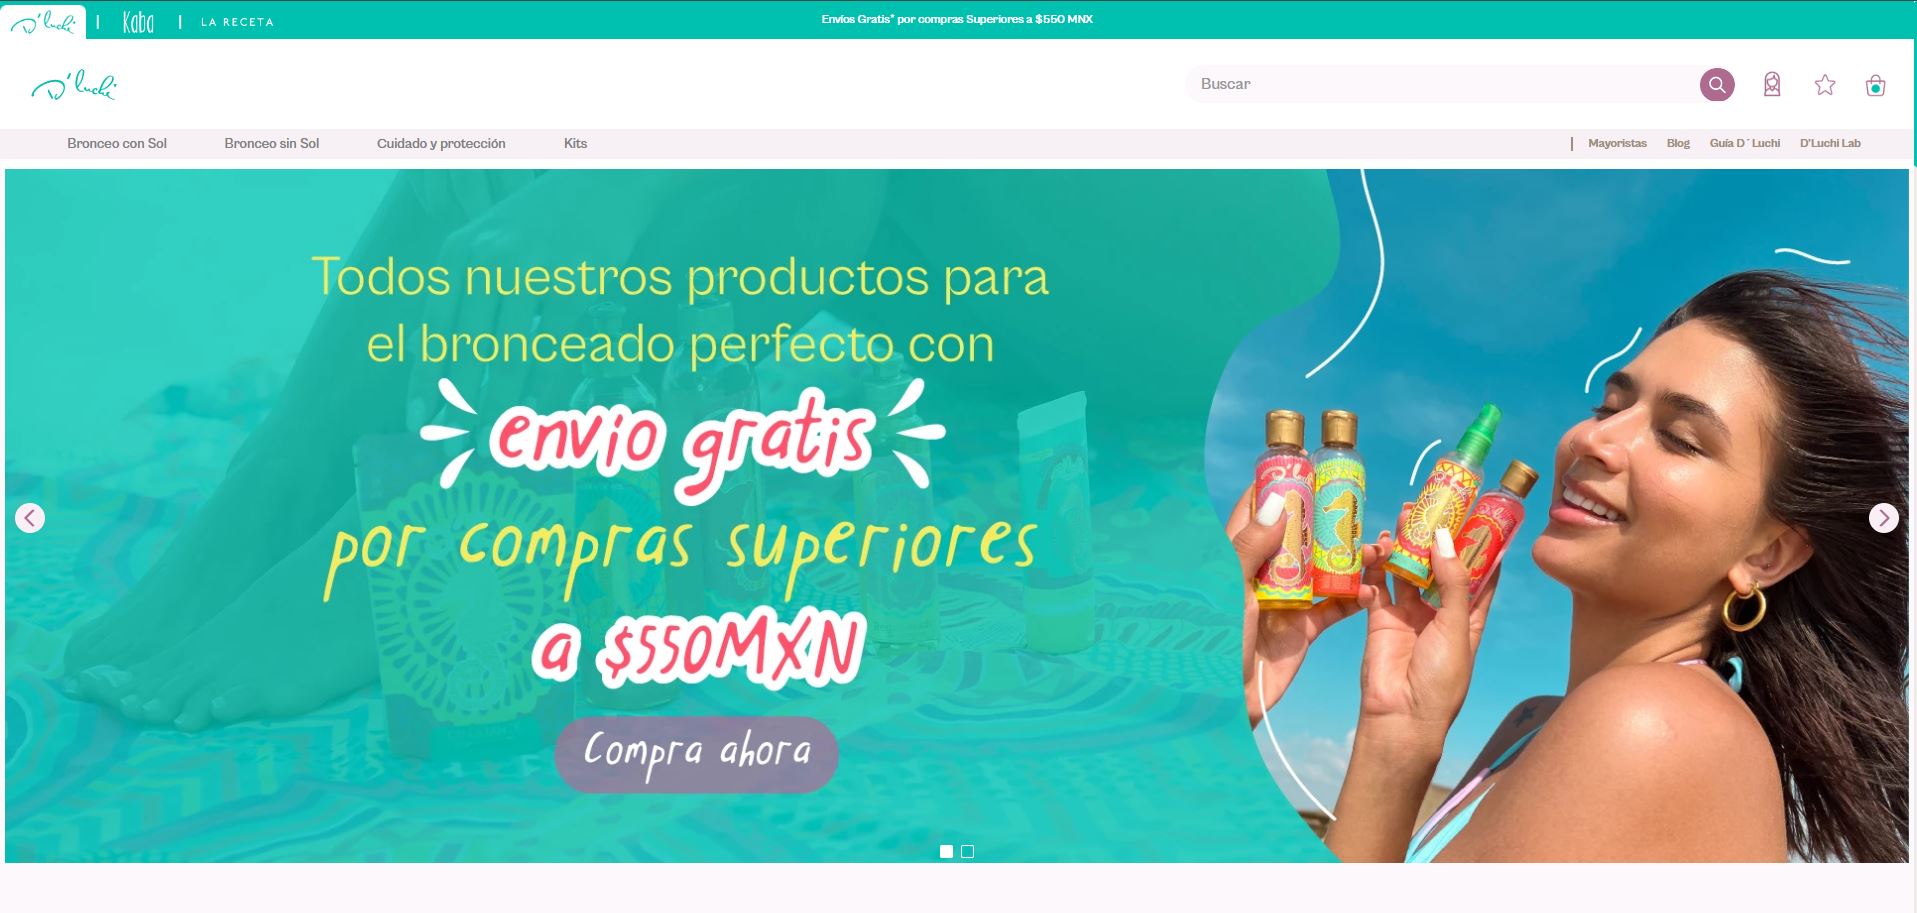 D'luchi
Kaba
LA RECETA
Envíos Gratis* por compras Superiores a $550 MNX
D'luchi
Buscar
Bronceo con Sol
Bronceo sin Sol
Cuidado y protección
Kits
Mayoristas
Blog
Guía D´Luchi
D'Luchi Lab
Todos nuestros productos para
el bronceado perfecto con
envio gratis
por compras superiores
a $550MXN
Compra ahora